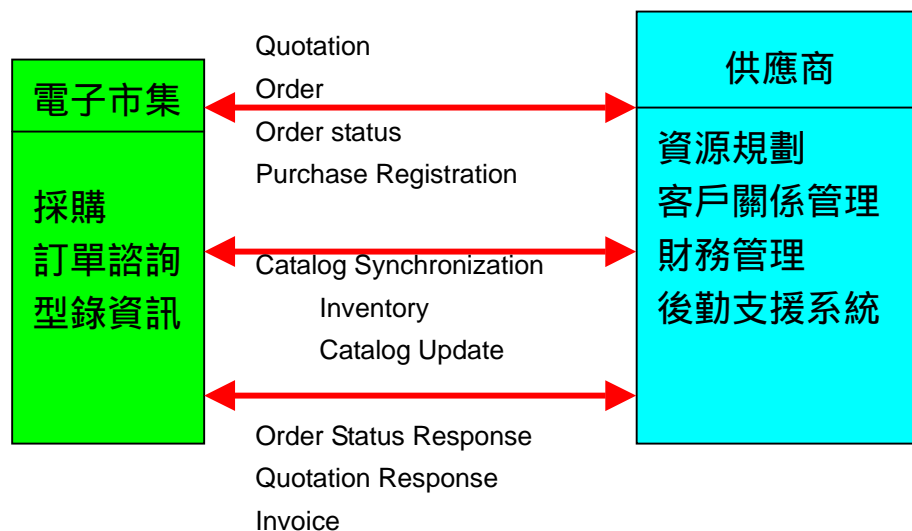 電子市集
採購
訂單諮詢
型錄資訊
Quotation
Order
Order status
Purchase Registration
Catalog Synchronization
Inventory
Catalog Update
Order Status Response
Quotation Response
Invoice
供應商
資源規劃
客戶關係管理
財務管理
後勤支援系統